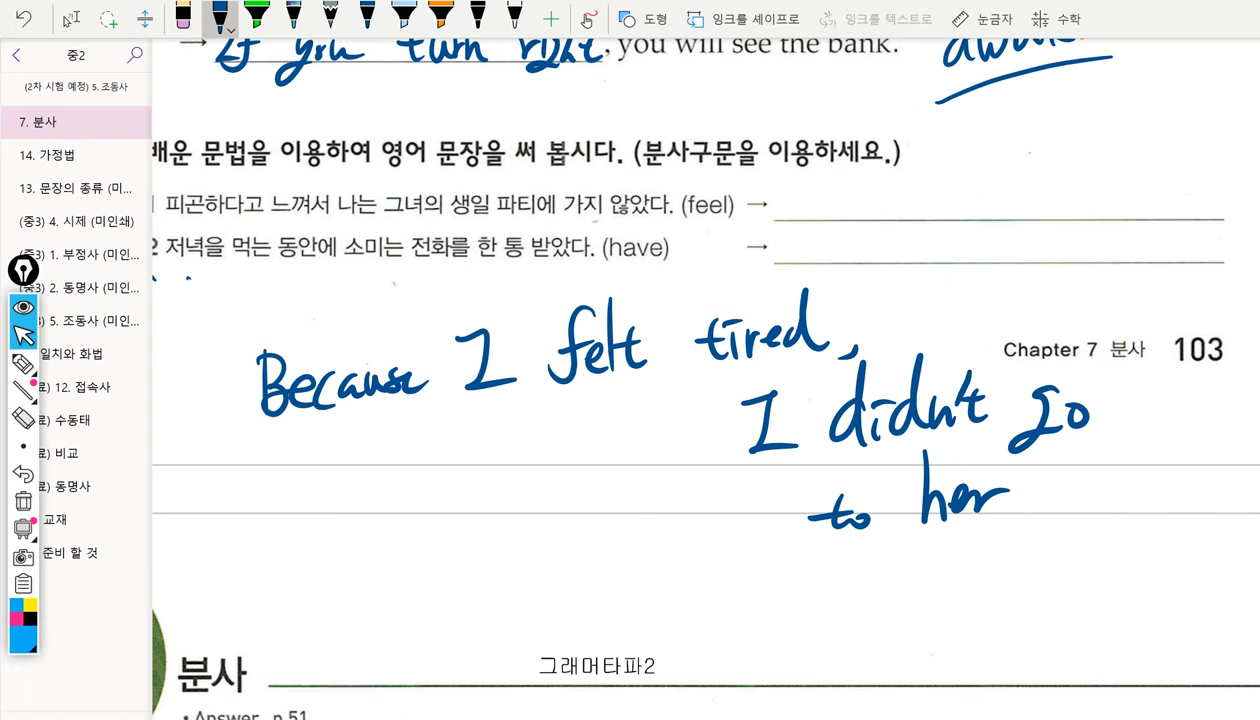 도형 잉크를 셰이프로 잉크를 텍스트로 눈금자 수학
중2
(2차 시험 예정) 5. 조동사
7. 분사
14. 가정법
13. 문장의 종류 (미...
(중3) 4. 시제 (미인쇄)
1. 부정사 (미인...
3) 2. 동명사 (미인...
5. 조동사 (미인...
일치와 화법
료) 12. 접속사
료) 수동태
료) 비교
료) 동명사
교재
준비 할 것
→ If you turn right, you will see the bank.
배운 문법을 이용하여 영어 문장을 써 봅시다. (분사구문을 이용하세요.)
1 피곤하다고 느껴서 나는 그녀의 생일 파티에 가지 않았다. (feel) →
2 저녁을 먹는 동안에 소미는 전화를 한 통 받았다. (have) →
Because I felt tired,
I didn't go
to her
Chapter 7 분사 103
그래머타파2
분사
• Answer p.51